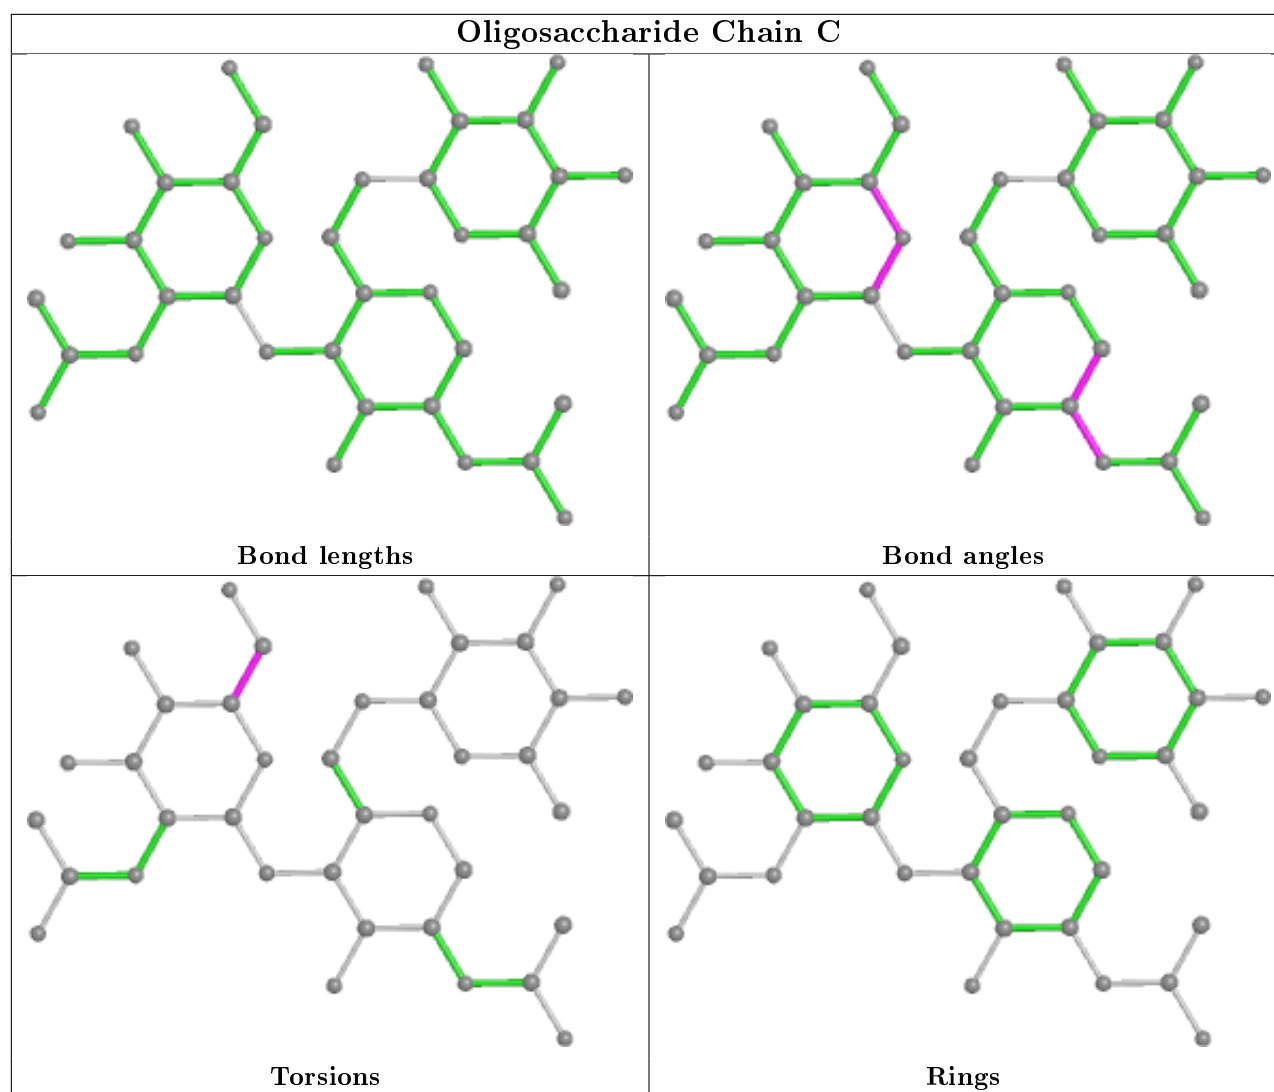 Oligosaccharide Chain C
Bond lengths
Bond angles
Torsions
Rings